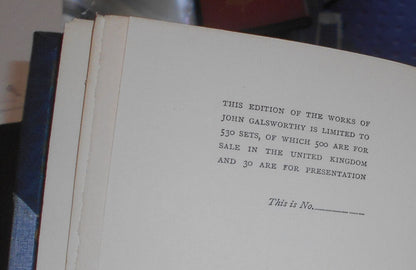 THIS EDITION OF THE WORKS OF
JOHN GALSWORTHY IS LIMITED TO
530 SETS, OF WHICH 500 ARE FOR
SALE IN THE UNITED KINGDOM
AND 30 ARE FOR PRESENTATION
This is No.